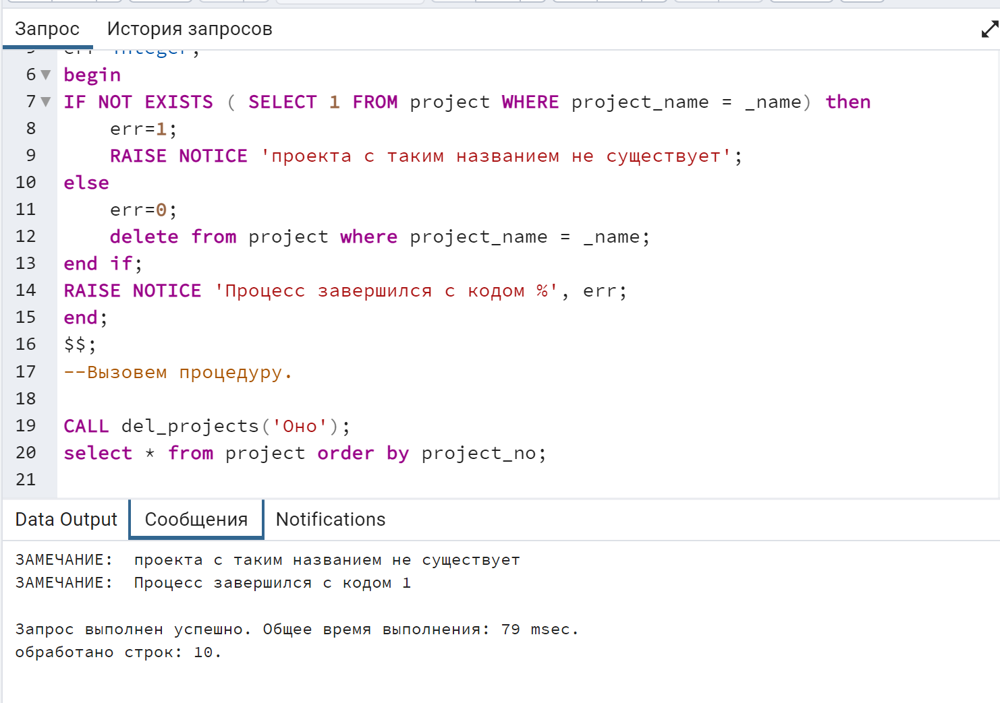 Запрос История запросов
5 err integer;
6 begin
7 IF NOT EXISTS ( SELECT 1 FROM project WHERE project_name = _name) then
8 err=1;
9 RAISE NOTICE 'проекта с таким названием не существует';
10 else
11 err=0;
12 delete from project where project_name = _name;
13 end if;
14 RAISE NOTICE 'Процесс завершился с кодом %', err;
15 end;
16 $$;
17 --Вызовем процедуру.
18
19 CALL del_projects('Оно');
20 select * from project order by project_no;
21
Data Output Сообщения Notifications
ЗАМЕЧАНИЕ: проекта с таким названием не существует
ЗАМЕЧАНИЕ: Процесс завершился с кодом 1
Запрос выполнен успешно. Общее время выполнения: 79 msec.
обработано строк: 10.